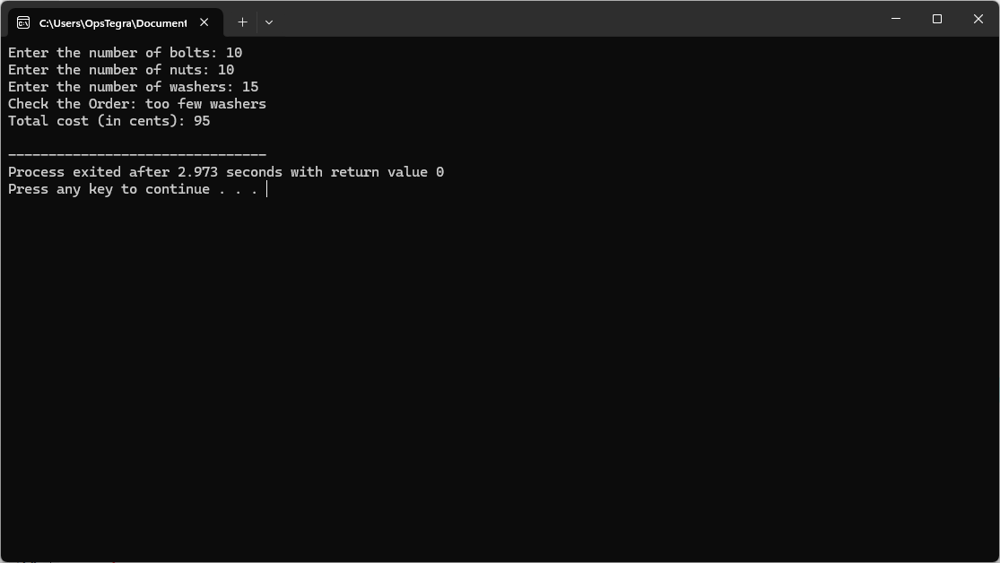 C:\Users\OpsTegra\Document
Enter the number of bolts: 10
Enter the number of nuts: 10
Enter the number of washers: 15
Check the Order: too few washers
Total cost (in cents): 95
--------------------------------
Process exited after 2.973 seconds with return value 0
Press any key to continue . . .